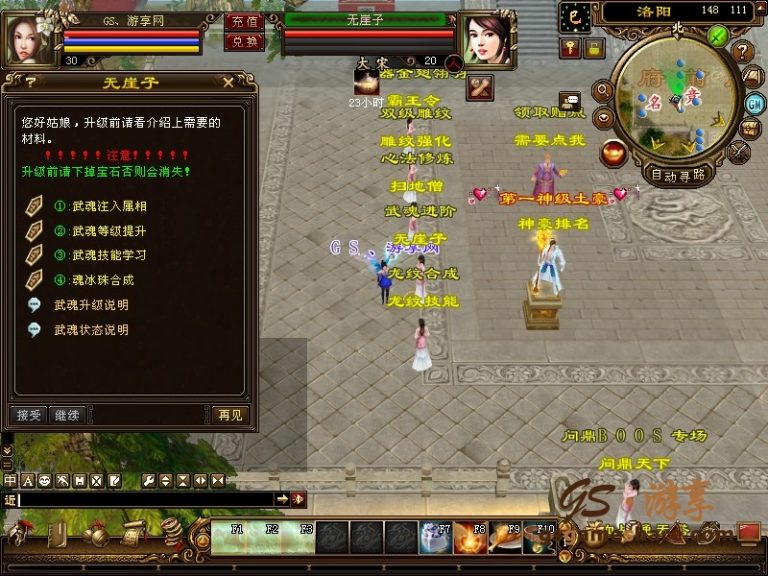 GS、游享网
充值
兑换
30
无崖子
大宋
20
23小时
洛阳
148 111
北
GM
自动寻路
无崖子
您好姑娘，升级前请看介绍上需要的
材料。
！！！！！注意！！！！！
升级前请下掉宝石否则会消失！
①:武魂注入属相
②:武魂等级提升
③:武魂技能学习
④:魂冰珠合成
武魂升级说明
武魂状态说明
接受
继续
再见
霸王令
双级雕纹
雕纹强化
心法修炼
扫地僧
武魂进阶
无崖子
GS、游享网
龙纹合成
龙纹技能
需要点我
第一神级土豪
神豪排名
问鼎BOOS专场
问鼎天下
中
近
F1
F2
F3
F7
F8
F9
F10
GS 游享